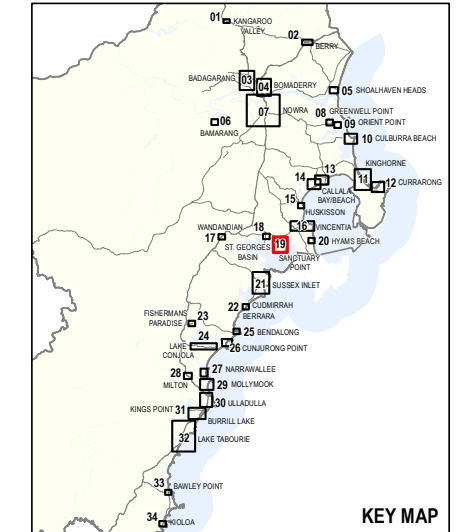 01
KANGAROO
VALLEY
02
BERRY
BADAGARANG
03
04
BOMADERRY
05 SHOALHAVEN HEADS
07
NOWRA
06
BAMARANG
08 GREENWELL POINT
09 ORIENT POINT
10 CULBURRA BEACH
KINGHORNE
11
12 CURRARONG
13
14 CALLALA
BAY/BEACH
15
HUSKISSON
16 VINCENTIA
WANDANDIAN
17
18
ST. GEORGES
BASIN
19
20 HYAMS BEACH
SANCTUARY
POINT
21 SUSSEX INLET
22 CUDMIRRAH
BERRARA
FISHERMANS
PARADISE
23
24
LAKE
CONJOLA
25 BENDALONG
26 CUNJURONG POINT
27 NARRAWALLEE
28
MILTON
29 MOLLYMOOK
30 ULLADULLA
KINGS POINT 31
BURRILL LAKE
32 LAKE TABOURIE
33 BAWLEY POINT
34 KIOLOA
KEY MAP